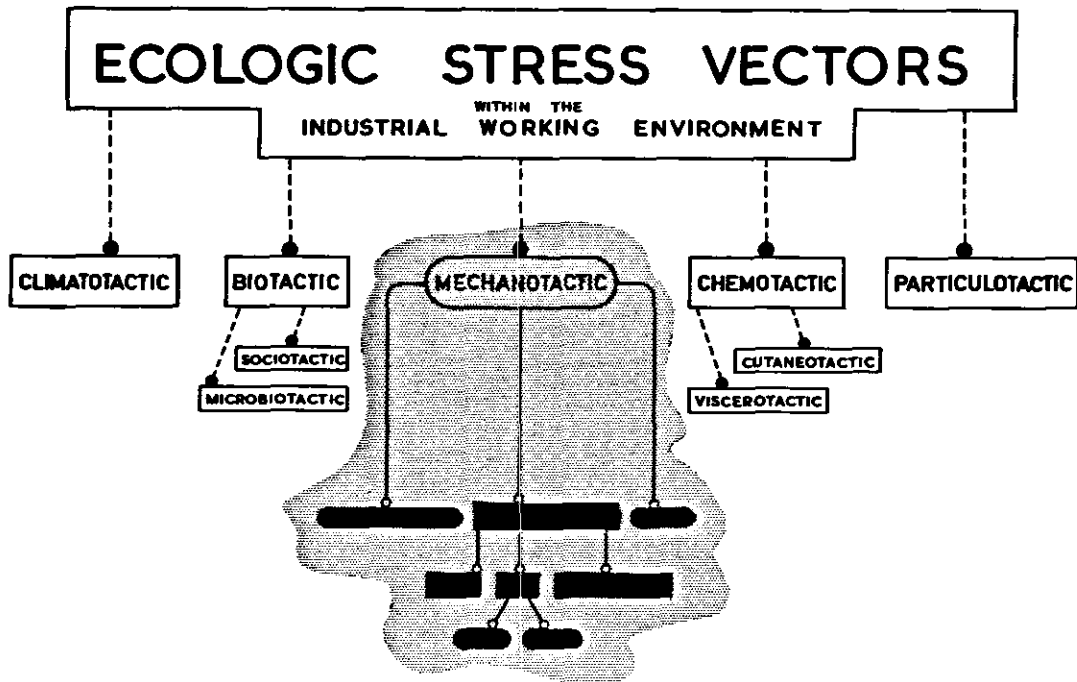 ECOLOGIC STRESS VECTORS
WITHIN THE
INDUSTRIAL WORKING ENVIRONMENT
CLIMATOTACTIC
BIOTACTIC
MECHANOTACTIC
CHEMOTACTIC
PARTICULOTACTIC
SOCIOTACTIC
CUTANEOTACTIC
MICROBIOTACTIC
VISCEROTACTIC